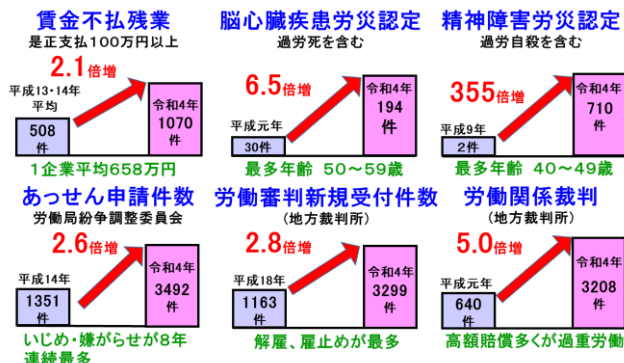 賃金不払残業
是正支払100万円以上
2.1倍増
平成13・14年
平均
508
件
令和4年
1070
件
1企業平均658万円
脳心臓疾患労災認定
過労死を含む
6.5倍増
平成元年
30件
令和4年
194
件
最多年齢 50～59歳
精神障害労災認定
過労自殺を含む
355倍増
平成9年
2件
令和4年
710
件
最多年齢 40～49歳
あっせん申請件数
労働局紛争調整委員会
2.6倍増
平成14年
1351
件
令和4年
3492
件
いじめ・嫌がらせが8年
連続最多
労働審判新規受付件数
(地方裁判所)
2.8倍増
平成18年
1163
件
令和4年
3299
件
解雇、雇止めが最多
労働関係裁判
(地方裁判所)
5.0倍増
平成元年
640
件
令和4年
3208
件
高額賠償多くが過重労働